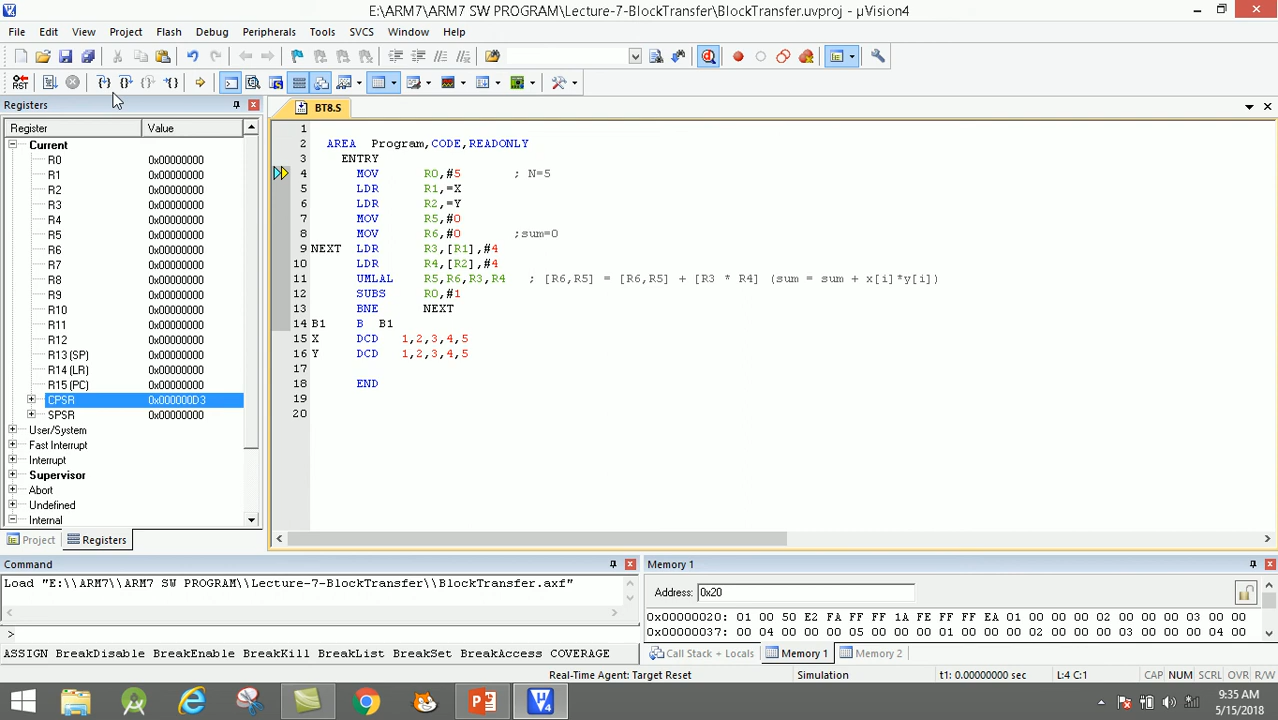 E:\ARM7\ARM7 SW PROGRAM\Lecture-7-BlockTransfer\BlockTransfer.uvproj - µVision4
File Edit View Project Flash Debug Peripherals Tools SVCS Window Help
Registers
BT8.S
Register Value
Current
R0 0x00000000
R1 0x00000000
R2 0x00000000
R3 0x00000000
R4 0x00000000
R5 0x00000000
R6 0x00000000
R7 0x00000000
R8 0x00000000
R9 0x00000000
R10 0x00000000
R11 0x00000000
R12 0x00000000
R13 (SP) 0x00000000
R14 (LR) 0x00000000
R15 (PC) 0x00000000
CPSR 0x000000D3
SPSR 0x00000000
User/System
Fast Interrupt
Interrupt
Supervisor
Abort
Undefined
Internal
Project Registers
1
2 AREA Program,CODE,READONLY
3 ENTRY
4 MOV R0,#5 ; N=5
5 LDR R1,=X
6 LDR R2,=Y
7 MOV R5,#0
8 MOV R6,#0 ;sum=0
9 NEXT LDR R3,[R1],#4
10 LDR R4,[R2],#4
11 UMLAL R5,R6,R3,R4 ; [R6,R5] = [R6,R5] + [R3 * R4] (sum = sum + x[i]*y[i])
12 SUBS R0,#1
13 BNE NEXT
14 B1 B B1
15 X DCD 1,2,3,4,5
16 Y DCD 1,2,3,4,5
17
18 END
19
20
Command
Load "E:\\ARM7\\ARM7 SW PROGRAM\\Lecture-7-BlockTransfer\\BlockTransfer.axf"
>
ASSIGN BreakDisable BreakEnable BreakKill BreakList BreakSet BreakAccess COVERAGE
Memory 1
Address: 0x20
0x00000020: 01 00 50 E2 FA FF FF 1A FE FF FF EA 01 00 00 00 02 00 00 00 03 00 00
0x00000037: 00 04 00 00 00 05 00 00 00 01 00 00 00 02 00 00 00 03 00 00 00 04 00
Call Stack + Locals Memory 1 Memory 2
Real-Time Agent: Target Reset Simulation t1: 0.00000000 sec L:4 C:1 CAP NUM SCRL OVR R/W
9:35 AM
5/15/2018